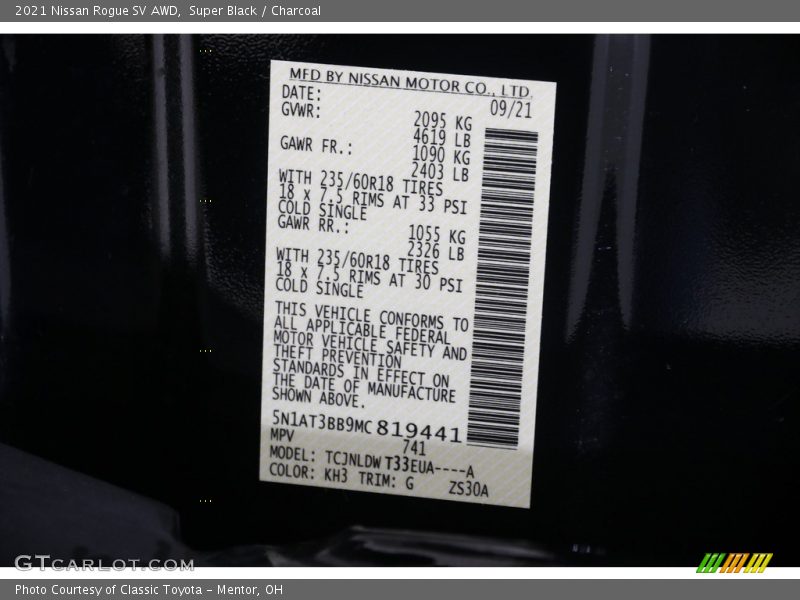 2021 Nissan Rogue SV AWD, Super Black / Charcoal
MFD BY NISSAN MOTOR CO., LTD.
DATE: 09/21
GVWR: 2095 KG
4619 LB
GAWR FR.: 1090 KG
2403 LB
WITH 235/60R18 TIRES
18 X 7.5 RIMS AT 33 PSI
COLD SINGLE
GAWR RR.: 1055 KG
2326 LB
WITH 235/60R18 TIRES
18 X 7.5 RIMS AT 30 PSI
COLD SINGLE
THIS VEHICLE CONFORMS TO
ALL APPLICABLE FEDERAL
MOTOR VEHICLE SAFETY AND
THEFT PREVENTION
STANDARDS IN EFFECT ON
THE DATE OF MANUFACTURE
SHOWN ABOVE.
5N1AT3BB9MC 819441
MPV 741
MODEL: TCJNLDW T33EUA----A
COLOR: KH3 TRIM: G ZS30A
GTCARLOT.COM
Photo Courtesy of Classic Toyota - Mentor, OH